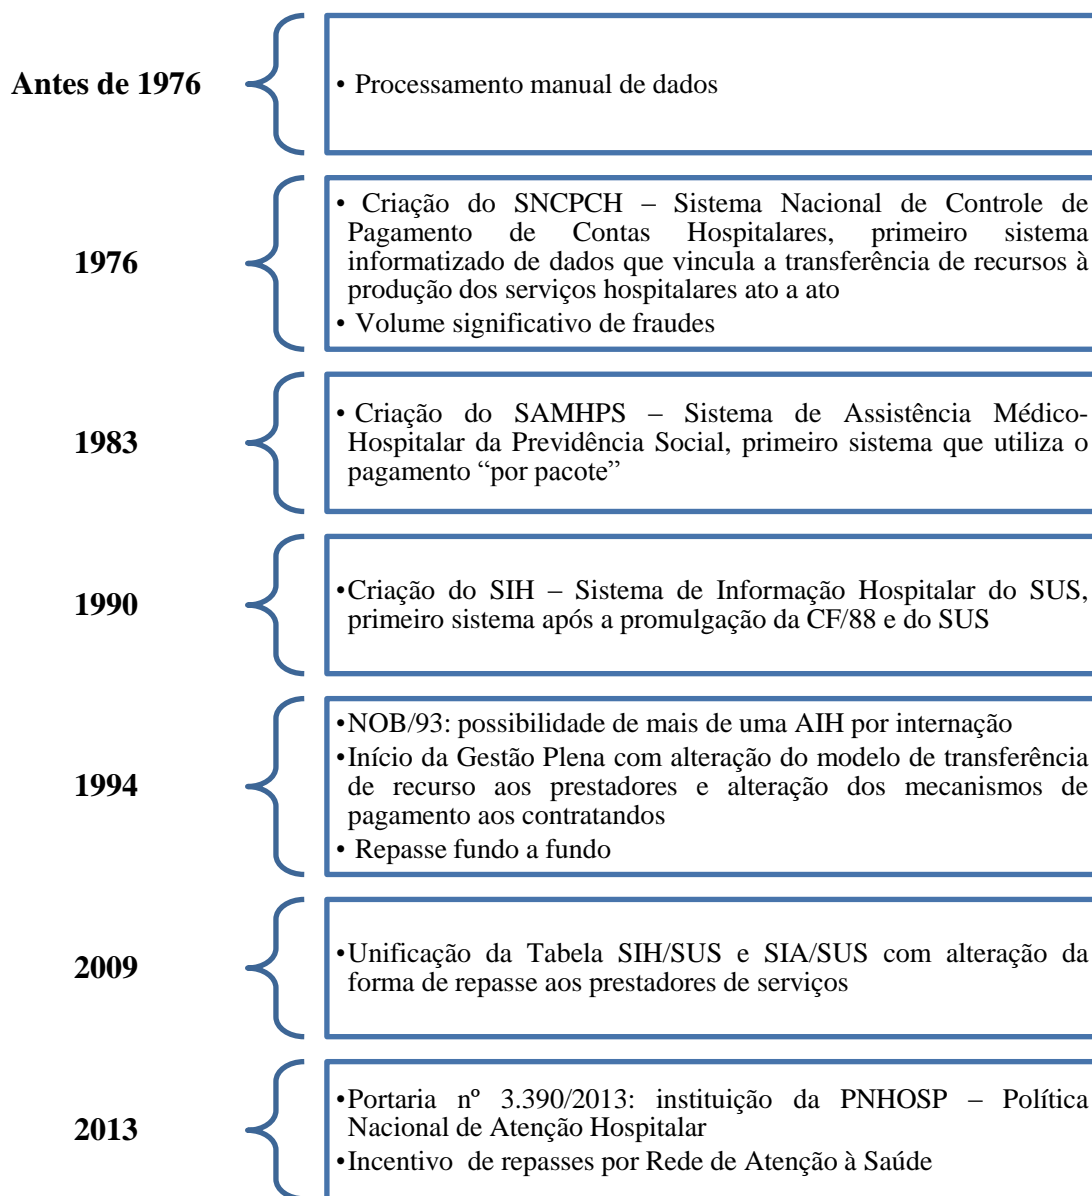 Antes de 1976
• Processamento manual de dados
1976
• Criação do SNCPCH – Sistema Nacional de Controle de
Pagamento de Contas Hospitalares, primeiro sistema
informatizado de dados que vincula a transferência de recursos à
produção dos serviços hospitalares ato a ato
• Volume significativo de fraudes
1983
• Criação do SAMHPS – Sistema de Assistência Médico-
Hospitalar da Previdência Social, primeiro sistema que utiliza o
pagamento “por pacote”
1990
•Criação do SIH – Sistema de Informação Hospitalar do SUS,
primeiro sistema após a promulgação da CF/88 e do SUS
1994
•NOB/93: possibilidade de mais de uma AIH por internação
•Início da Gestão Plena com alteração do modelo de transferência
de recurso aos prestadores e alteração dos mecanismos de
pagamento aos contratandos
• Repasse fundo a fundo
2009
•Unificação da Tabela SIH/SUS e SIA/SUS com alteração da
forma de repasse aos prestadores de serviços
2013
•Portaria nº 3.390/2013: instituição da PNHOSP – Política
Nacional de Atenção Hospitalar
•Incentivo de repasses por Rede de Atenção à Saúde